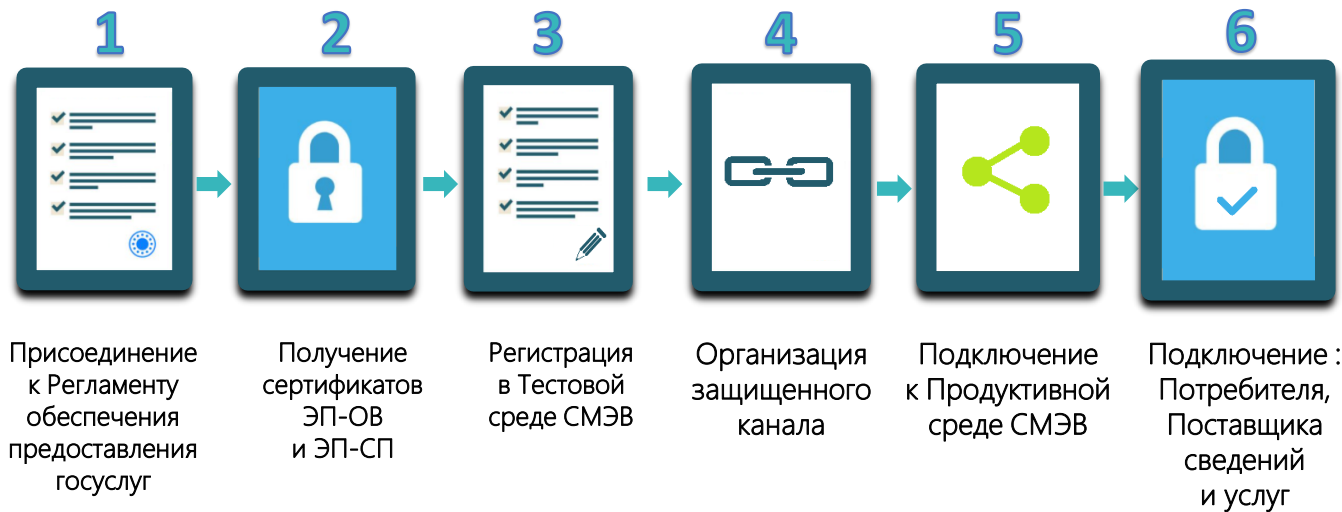 1
2
3
4
5
6
Присоединение
к Регламенту
обеспечения
предоставления
госуслуг
Получение
сертификатов
ЭП-ОВ
и ЭП-СП
Регистрация
в Тестовой
среде СМЭВ
Организация
защищенного
канала
Подключение
к Продуктивной
среде СМЭВ
Подключение :
Потребителя,
Поставщика
сведений
и услуг